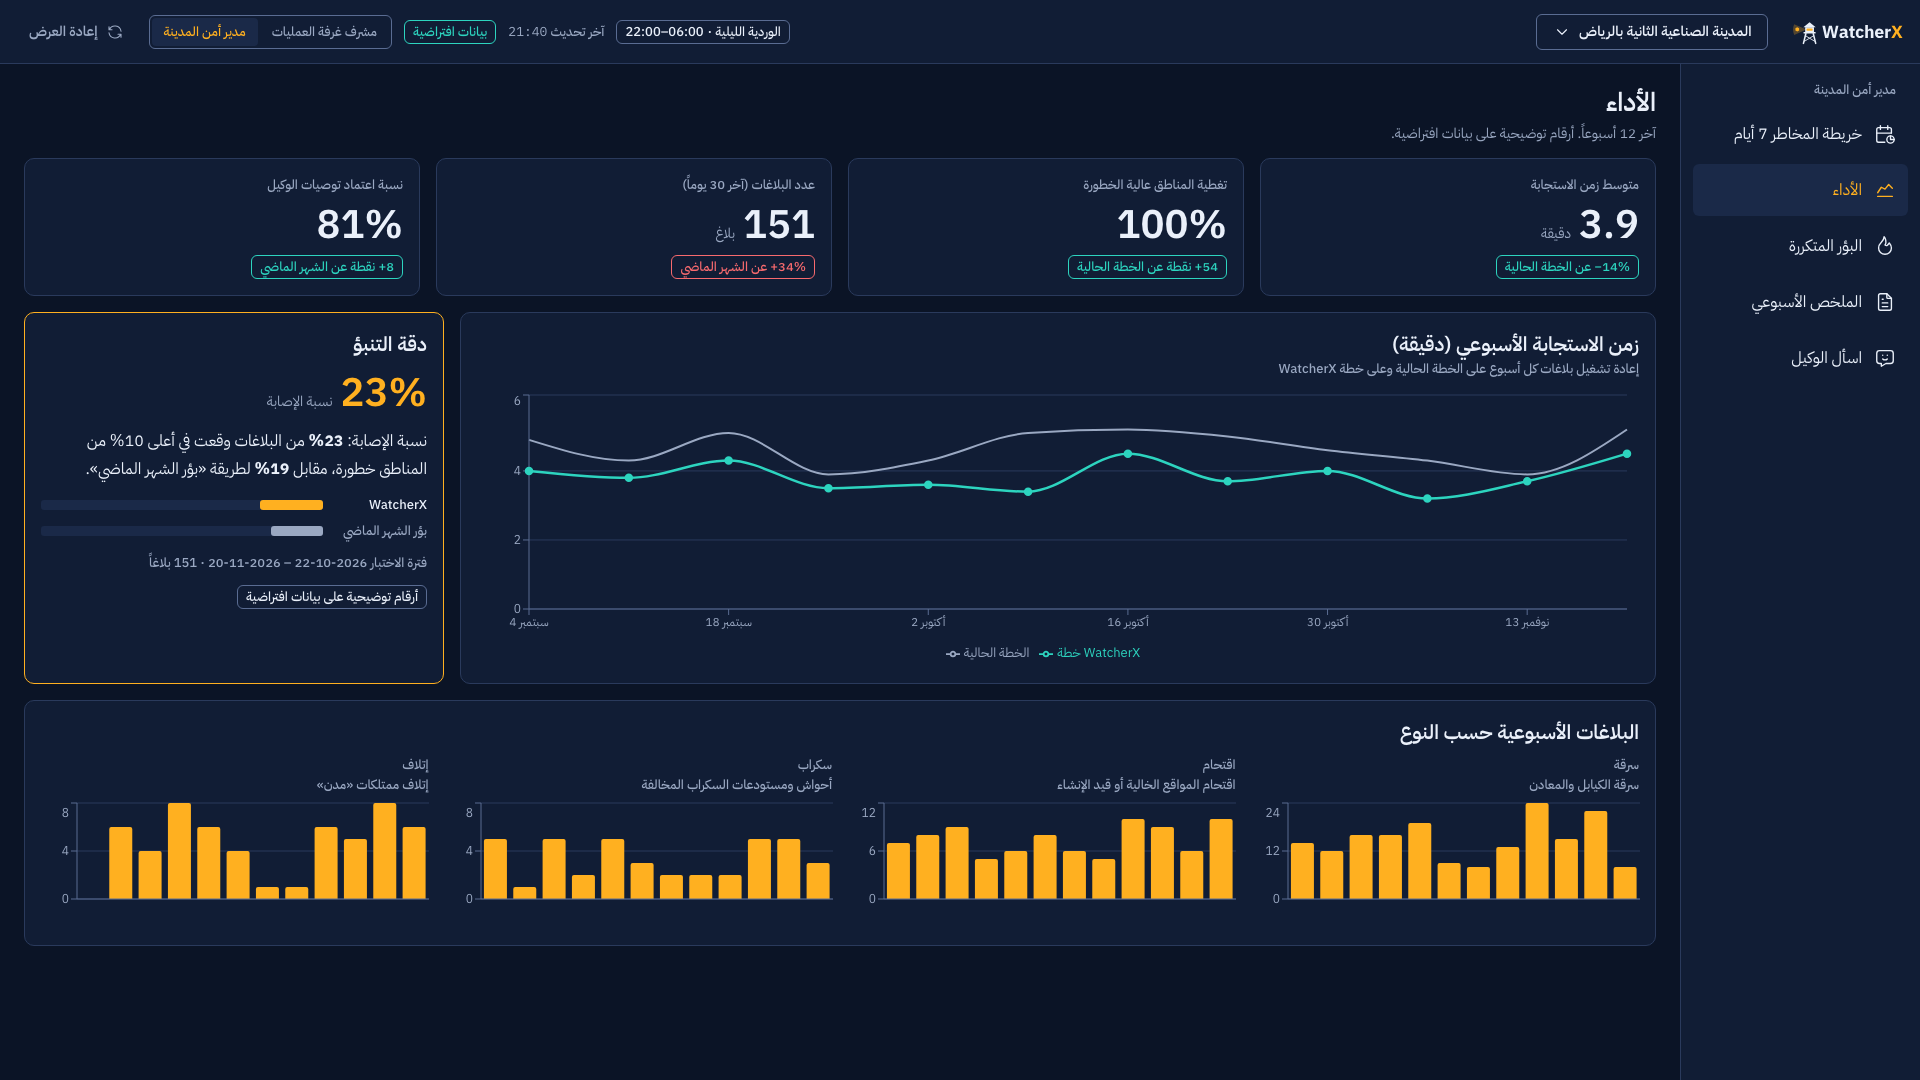 WatcherX
المدينة الصناعية الثانية بالرياض
الوردية الليلية · 22:00–06:00
آخر تحديث 21:40
بيانات افتراضية
مشرف غرفة العمليات
مدير أمن المدينة
إعادة العرض
مدير أمن المدينة
خريطة المخاطر 7 أيام
الأداء
البؤر المتكررة
الملخص الأسبوعي
اسأل الوكيل
الأداء
آخر 12 أسبوعاً. أرقام توضيحية على بيانات افتراضية.
متوسط زمن الاستجابة
3.9 دقيقة
−14% عن الخطة الحالية
تغطية المناطق عالية الخطورة
100%
+54 نقطة عن الخطة الحالية
عدد البلاغات (آخر 30 يوماً)
151 بلاغ
+34% عن الشهر الماضي
نسبة اعتماد توصيات الوكيل
81%
+8 نقطة عن الشهر الماضي
زمن الاستجابة الأسبوعي (دقيقة)
إعادة تشغيل بلاغات كل أسبوع على الخطة الحالية وعلى خطة WatcherX
6
4
2
0
4 سبتمبر
18 سبتمبر
2 أكتوبر
16 أكتوبر
30 أكتوبر
13 نوفمبر
خطة WatcherX
الخطة الحالية
دقة التنبؤ
23% نسبة الإصابة
نسبة الإصابة: 23% من البلاغات وقعت في أعلى 10% من
المناطق خطورة، مقابل 19% لطريقة «بؤر الشهر الماضي».
WatcherX
بؤر الشهر الماضي
فترة الاختبار 22-10-2026 – 20-11-2026 · 151 بلاغاً
أرقام توضيحية على بيانات افتراضية
البلاغات الأسبوعية حسب النوع
سرقة
سرقة الكيابل والمعادن
24
12
0
اقتحام
اقتحام المواقع الخالية أو قيد الإنشاء
12
6
0
سكراب
أحواش ومستودعات السكراب المخالفة
8
4
0
إتلاف
إتلاف ممتلكات «مدن»
8
4
0